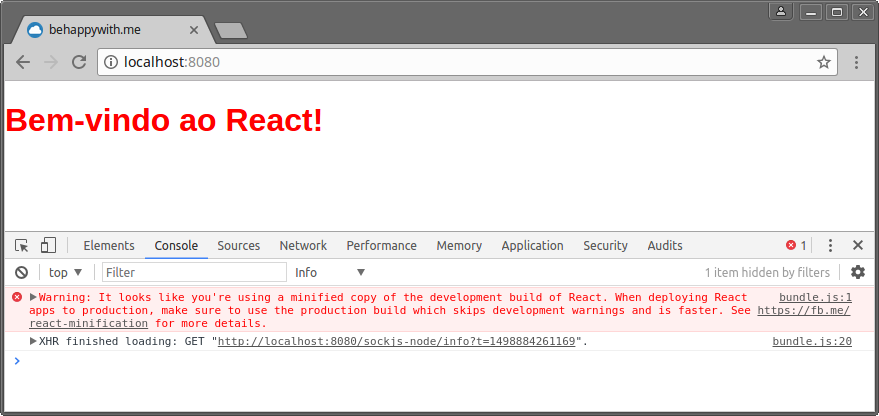 behappywith.me
localhost:8080
Bem-vindo ao React!
Elements Console Sources Network Performance Memory Application Security Audits 1
top Filter Info 1 item hidden by filters
Warning: It looks like you're using a minified copy of the development build of React. When deploying React bundle.js:1
apps to production, make sure to use the production build which skips development warnings and is faster. See https://fb.me/
react-minification for more details.
XHR finished loading: GET "http://localhost:8080/sockjs-node/info?t=1498884261169". bundle.js:20